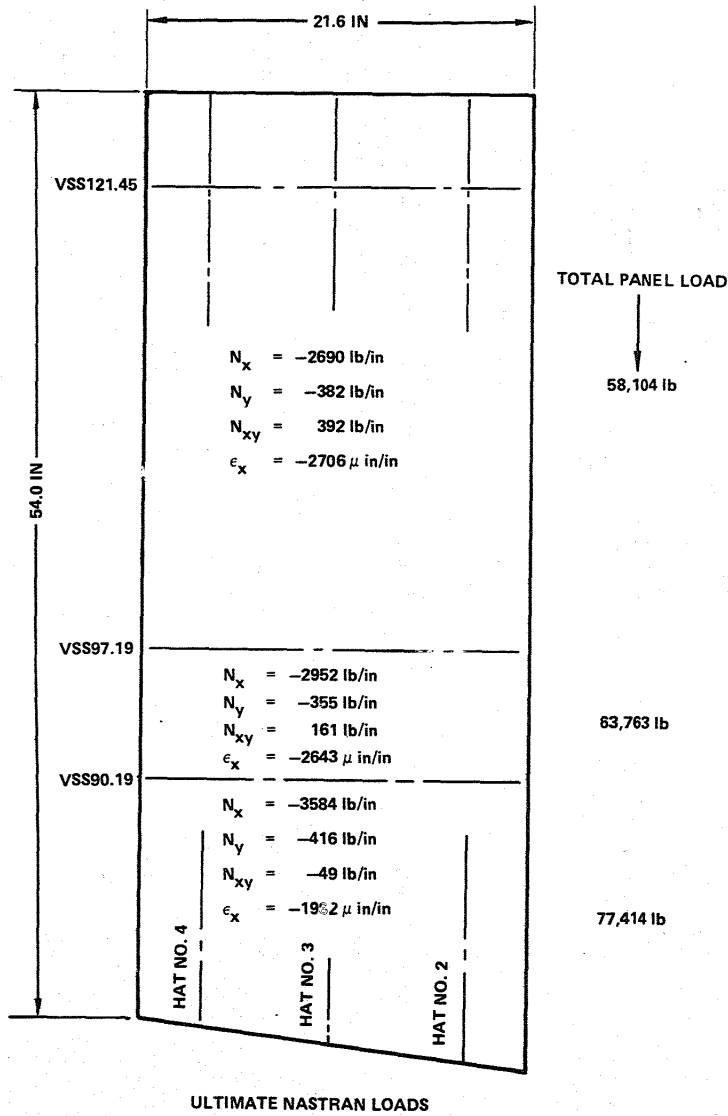 21.6 IN
VSS121.45
TOTAL PANEL LOAD
Nx = −2690 lb/in
58,104 lb
Ny = −382 lb/in
Nxy = 392 lb/in
ϵx = −2706 μ in/in
54.0 IN
VSS97.19
Nx = −2952 lb/in
Ny = −355 lb/in
63,763 lb
Nxy = 161 lb/in
ϵx = −2643 μ in/in
VSS90.19
Nx = −3584 lb/in
Ny = −416 lb/in
Nxy = −49 lb/in
ϵx = μ in/in
77,414 lb
HAT NO. 4
HAT NO. 3
HAT NO. 2
ULTIMATE NASTRAN LOADS